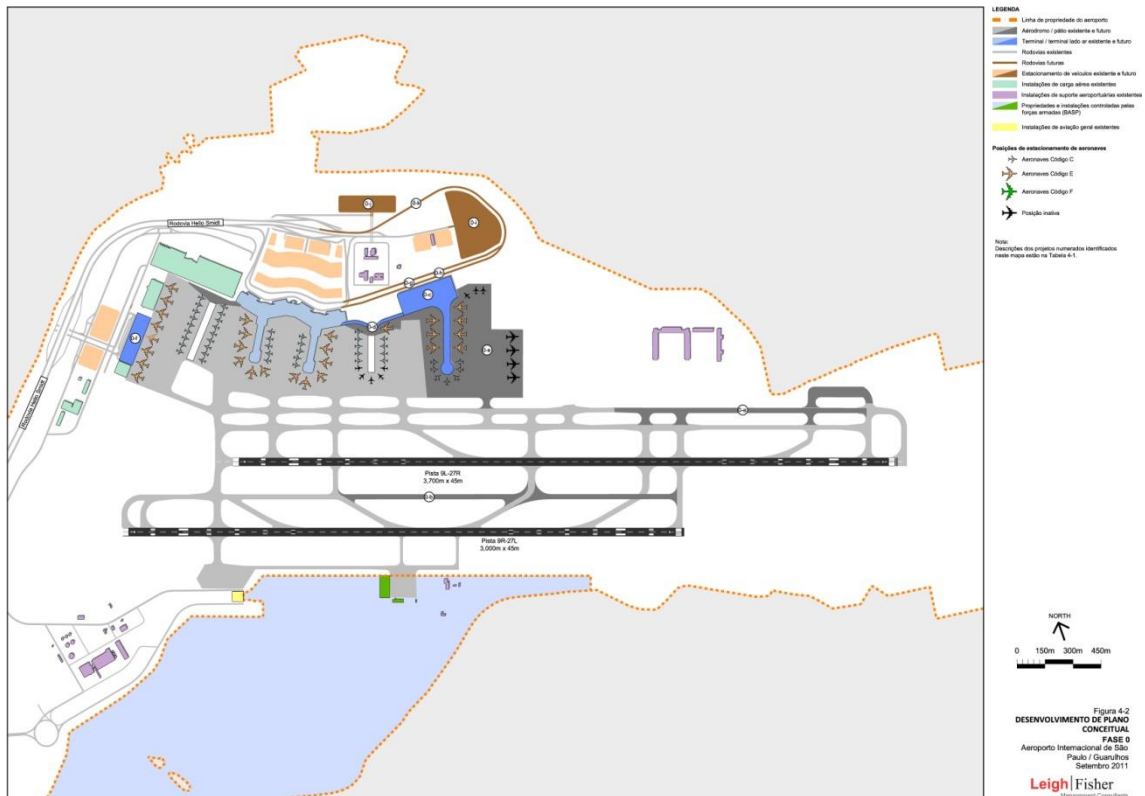 LEGENDA
Linha de propriedade do aeroporto
Aéródromo / pátio existente e futuro
Terminal / terminal lado ar existente e futuro
Rodovias existentes
Rodovias futuras
Estacionamento de veículos existente e futuro
Instalações de carga aérea existentes
Instalações de suporte aeroportuárias existentes
Propriedades e instalações controladas pelas
forças armadas (BASP)
Instalações de aviação geral existentes
Posições de estacionamento de aeronaves
Aeronaves Código C
Aeronaves Código E
Aeronaves Código F
Posição inativa
Nota:
Descrições dos projetos numerados identificados
neste mapa estão na Tabela 4-1.
Rodovia Helio Smidt
Rodovia Helio Smidt
Pista 9L-27R
3,700m x 45m
Pista 9R-27L
3,000m x 45m
NORTH
0 150m 300m 450m
Figura 4-2
DESENVOLVIMENTO DE PLANO
CONCEITUAL
FASE 0
Aeroporto Internacional de São
Paulo / Guarulhos
Setembro 2011
Leigh|Fisher
Management Consultants